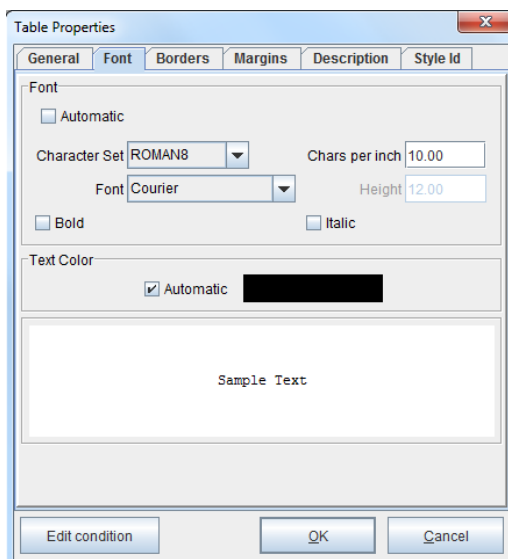 Table Properties
X
General Font Borders Margins Description Style Id
Font
Automatic
Character Set ROMAN8 Chars per inch 10.00
Font Courier Height 12.00
Bold Italic
Text Color
Automatic
Sample Text
Edit condition OK Cancel